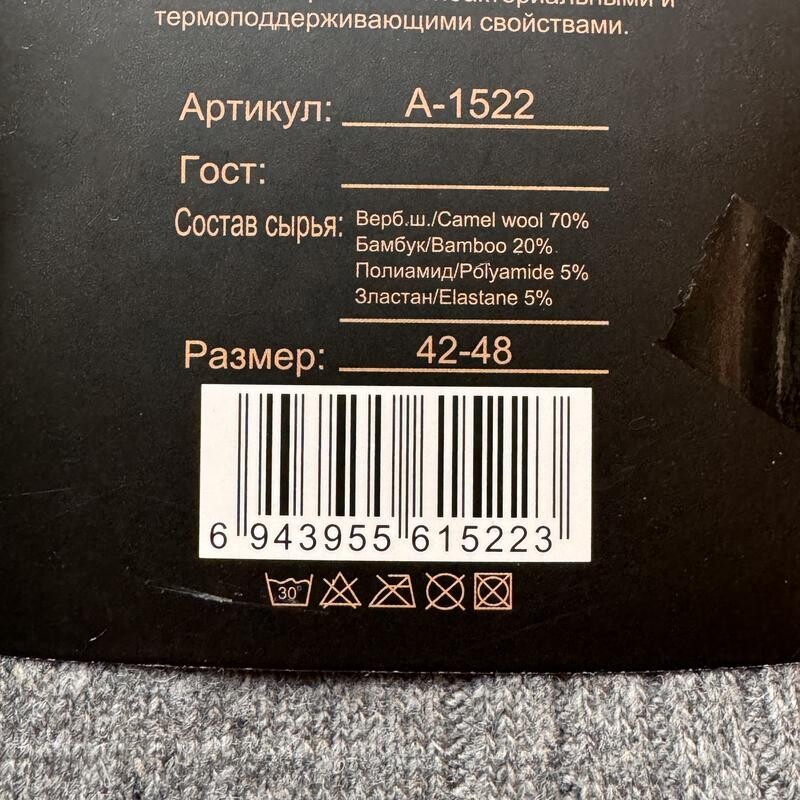 и
термоподдерживающими свойствами.
Артикул: А-1522
Гост:
Состав сырья: Верб.ш./Camel wool 70%
Бамбук/Bamboo 20%
Полиамид/Polyamide 5%
Зластан/Elastane 5%
Размер: 42-48
6 943955 615223
30°